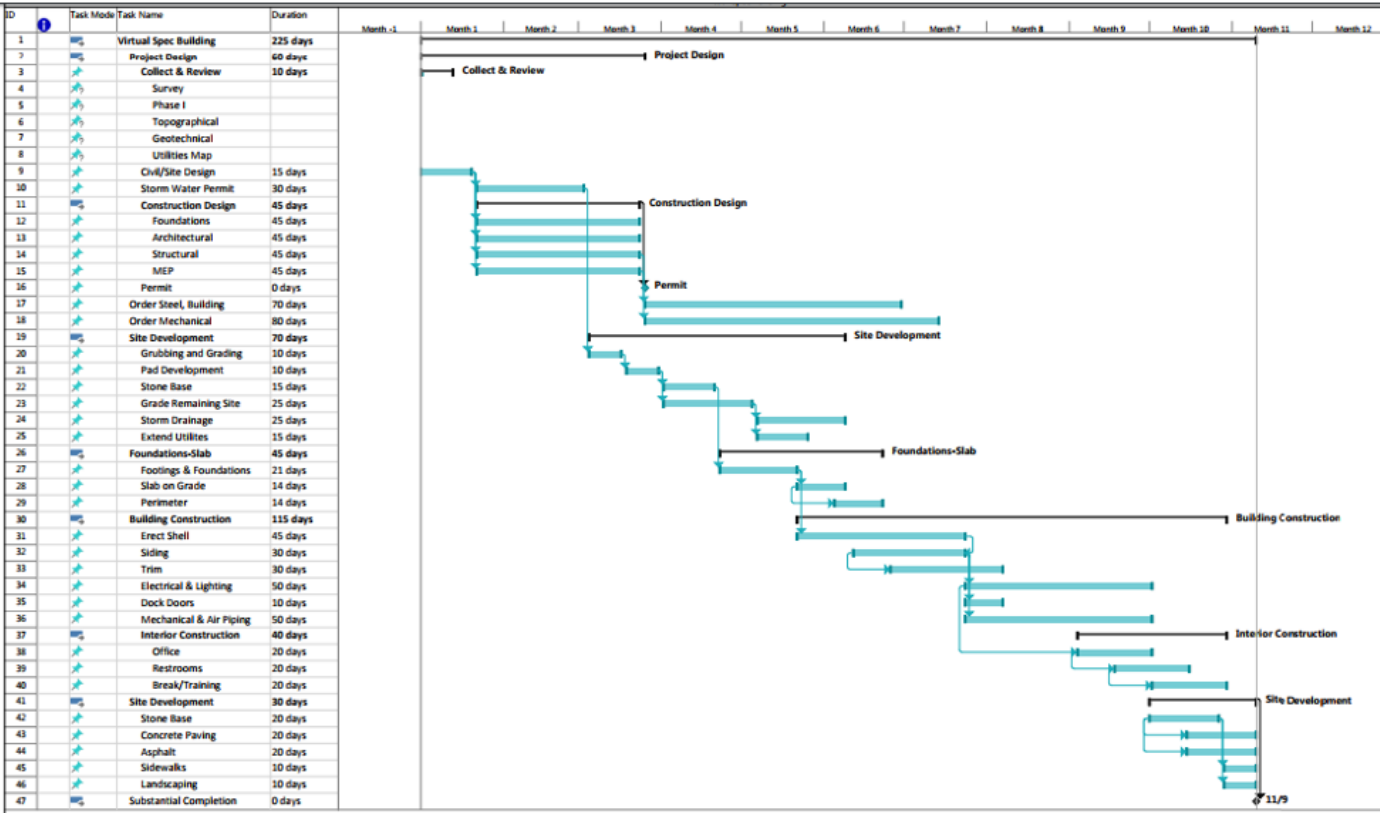 ID Task Mode Task Name Duration
Month -1 Month 1 Month 2 Month 3 Month 4 Month 5 Month 6 Month 7 Month 8 Month 9 Month 10 Month 11 Month 12
1 Virtual Spec Building 225 days
2 Project Design 60 days Project Design
3 Collect & Review 10 days Collect & Review
4 Survey
5 Phase I
6 Topographical
7 Geotechnical
8 Utilities Map
9 Civil/Site Design 15 days
10 Storm Water Permit 30 days
11 Construction Design 45 days Construction Design
12 Foundations 45 days
13 Architectural 45 days
14 Structural 45 days
15 MEP 45 days
16 Permit 0 days Permit
17 Order Steel, Building 70 days
18 Order Mechanical 80 days
19 Site Development 70 days Site Development
20 Grubbing and Grading 10 days
21 Pad Development 10 days
22 Stone Base 15 days
23 Grade Remaining Site 25 days
24 Storm Drainage 25 days
25 Extend Utilites 15 days
26 Foundations-Slab 45 days Foundations-Slab
27 Footings & Foundations 21 days
28 Slab on Grade 14 days
29 Perimeter 14 days
30 Building Construction 115 days Building Construction
31 Erect Shell 45 days
32 Siding 30 days
33 Trim 30 days
34 Electrical & Lighting 50 days
35 Dock Doors 10 days
36 Mechanical & Air Piping 50 days
37 Interior Construction 40 days Interior Construction
38 Office 20 days
39 Restrooms 20 days
40 Break/Training 20 days
41 Site Development 30 days Site Development
42 Stone Base 20 days
43 Concrete Paving 20 days
44 Asphalt 20 days
45 Sidewalks 10 days
46 Landscaping 10 days
47 Substantial Completion 0 days 11/9